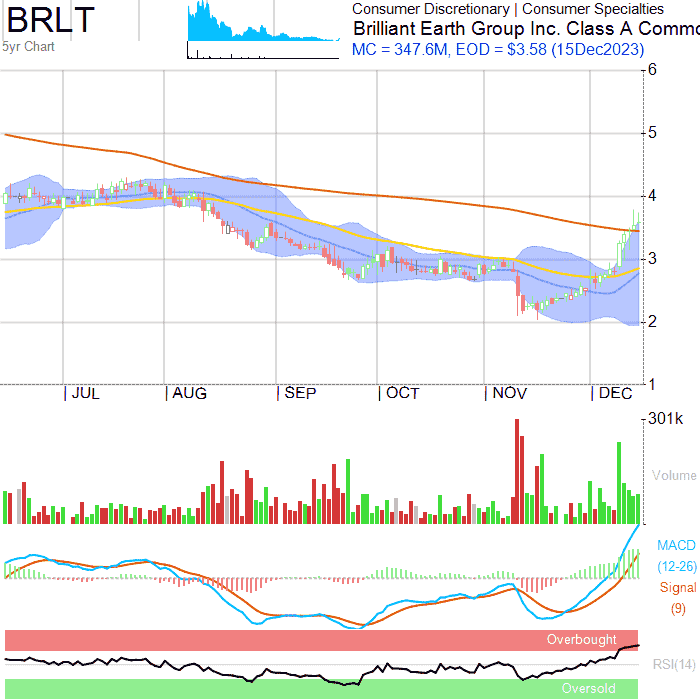 BRLT
5yr Chart
Consumer Discretionary | Consumer Specialties
Brilliant Earth Group Inc. Class A Commo
MC = 347.6M, EOD = $3.58 (15Dec2023)
6
5
4
3
2
1
JUL
AUG
SEP
OCT
NOV
DEC
301k
Volume
MACD
(12-26)
Signal
(9)
Overbought
RSI(14)
Oversold